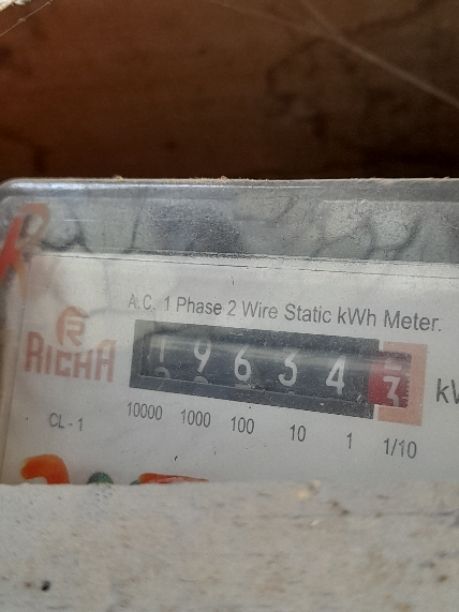 A.C. 1 Phase 2 Wire Static kWh Meter.
RICHA
1 9 6 3 4 3
CL - 1
10000 1000 100 10 1 1/10